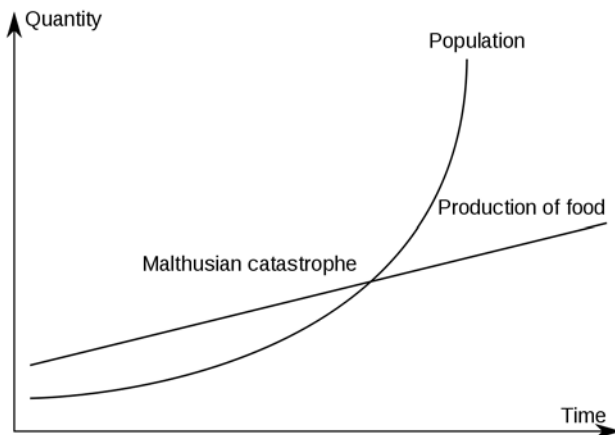 Quantity
Population
Production of food
Malthusian catastrophe
Time